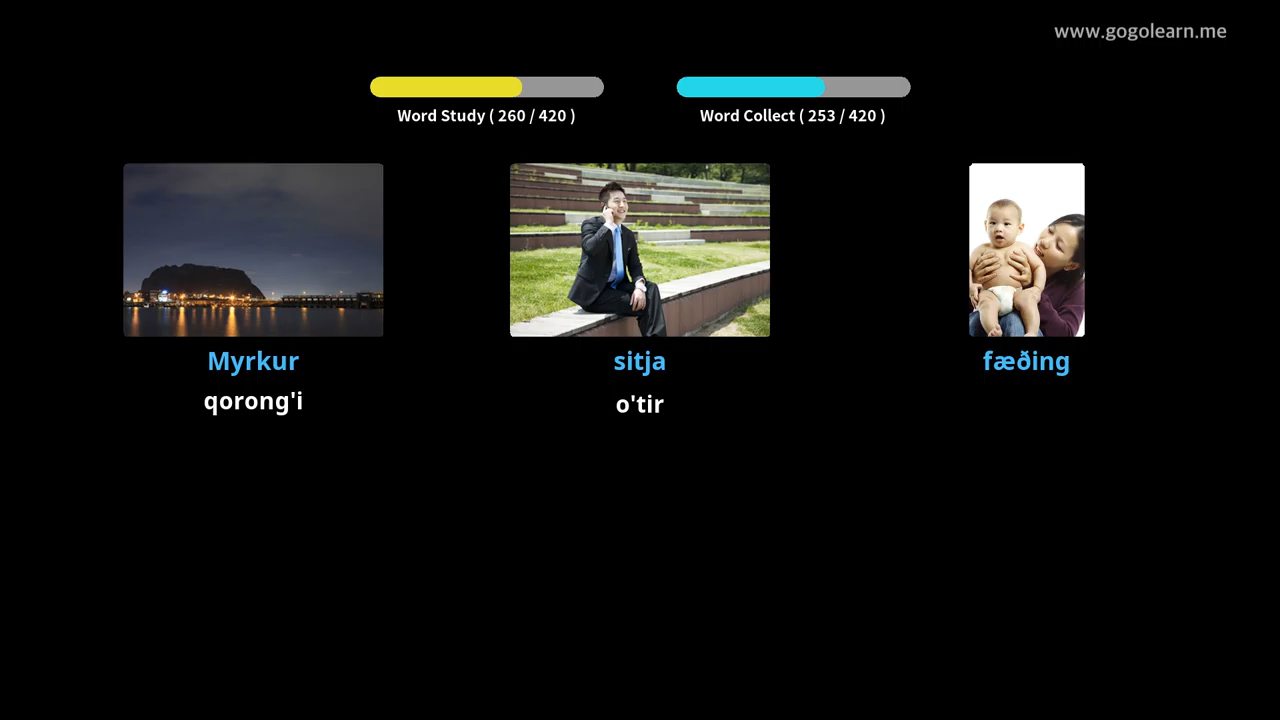 www.gogolearn.me
Word Study ( 260 / 420 )
Word Collect ( 253 / 420 )
Myrkur
sitja
fæðing
qorong'i
o'tir